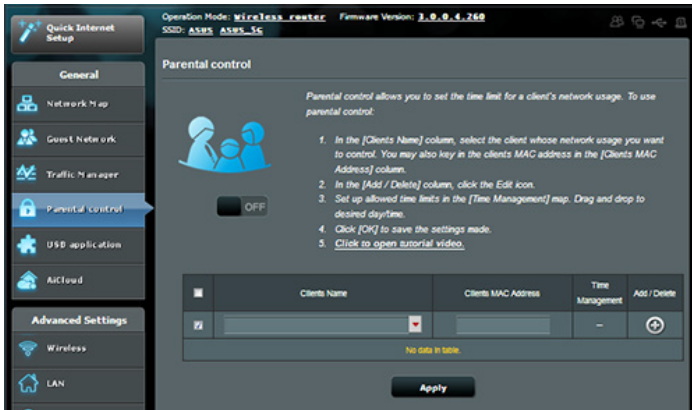 Quick Internet
Setup
Operation Mode: Wireless router Firmware Version: 3.0.0.4.260
SSID: ASUS ASUS_5G
General
Network Map
Guest Network
Traffic Manager
Parental control
USB application
AiCloud
Advanced Settings
Wireless
LAN
Parental control
Parental control allows you to set the time limit for a client's network usage. To use
parental control:
1. In the [Clients Name] column, select the client whose network usage you want
to control. You may also key in the clients MAC address in the [Clients MAC
Address] column.
2. In the [Add / Delete] column, click the Edit icon.
3. Set up allowed time limits in the [Time Management] map. Drag and drop to
desired day/time.
4. Click [OK] to save the settings made.
5. Click to open tutorial video.
OFF
Clients Name Clients MAC Address Time
Management Add / Delete
–
No data in table.
Apply